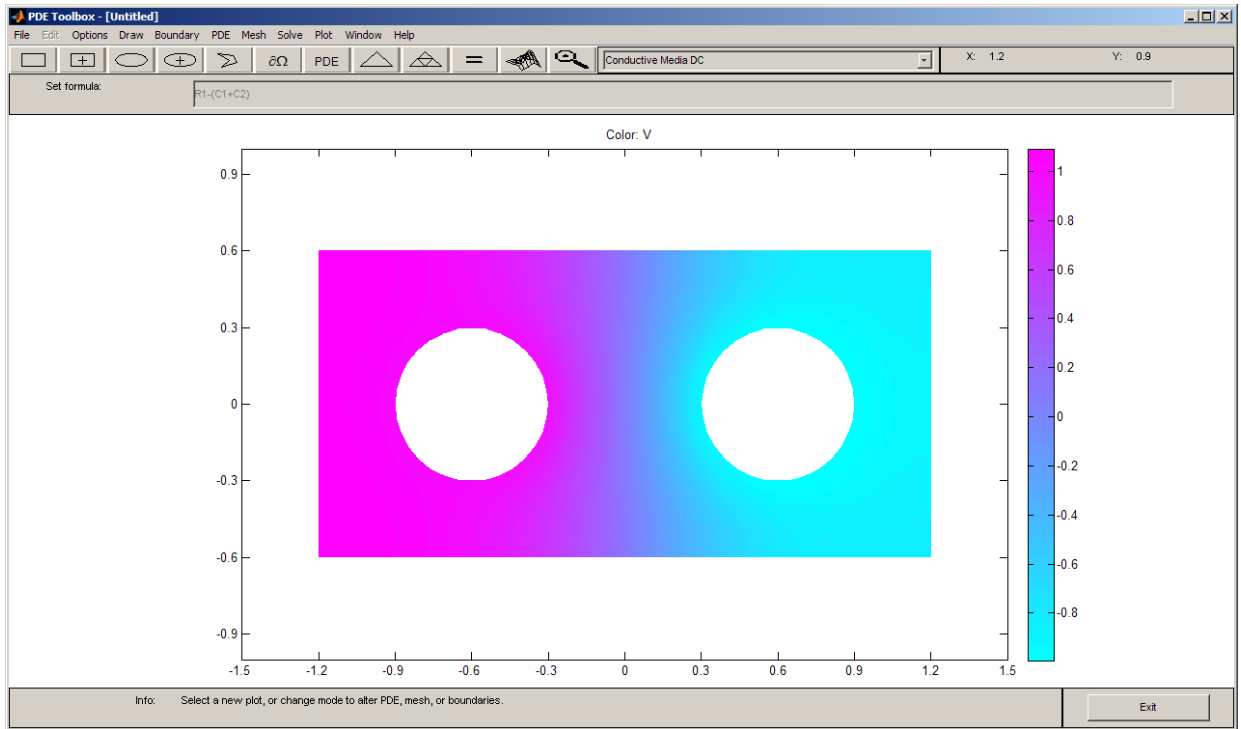 PDE Toolbox - [Untitled]
File Edit Options Draw Boundary PDE Mesh Solve Plot Window Help
∂Ω PDE = Conductive Media DC X: 1.2 Y: 0.9
Set formula: R1-(C1+C2)
Color: V
0.9
0.6
0.3
0
-0.3
-0.6
-0.9
-1.5 -1.2 -0.9 -0.6 -0.3 0 0.3 0.6 0.9 1.2 1.5
1
0.8
0.6
0.4
0.2
0
-0.2
-0.4
-0.6
-0.8
Info: Select a new plot, or change mode to alter PDE, mesh, or boundaries.
Exit